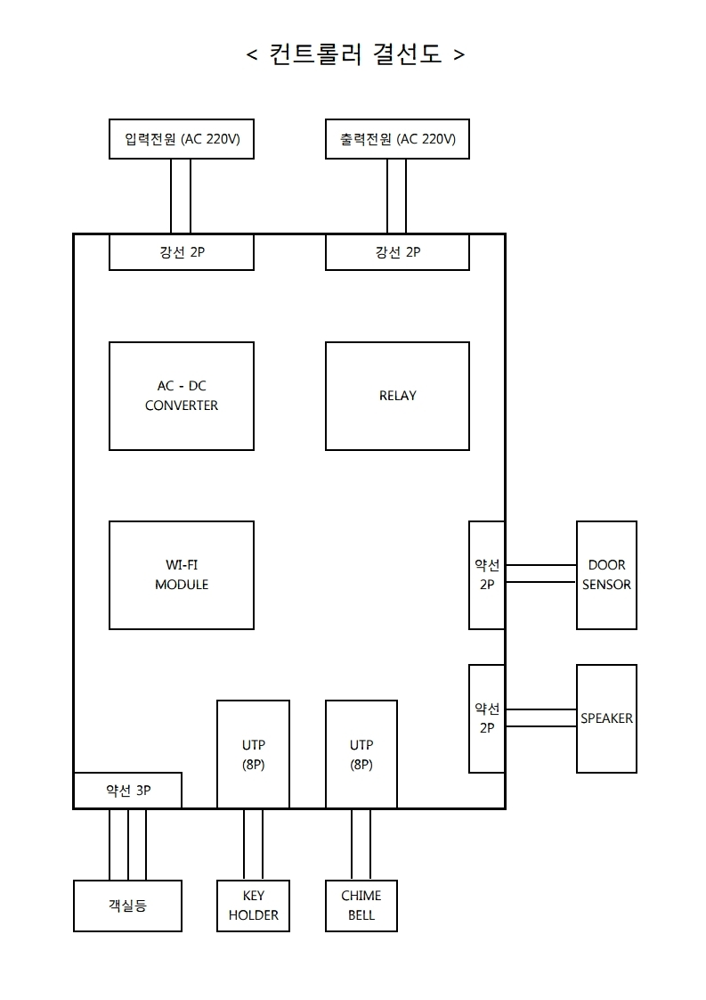 < 컨트롤러 결선도 >
입력전원 (AC 220V)
출력전원 (AC 220V)
강선 2P
강선 2P
AC - DC
CONVERTER
RELAY
WI-FI
MODULE
약선
2P
DOOR
SENSOR
약선
2P
SPEAKER
UTP
(8P)
UTP
(8P)
약선 3P
객실등
KEY
HOLDER
CHIME
BELL